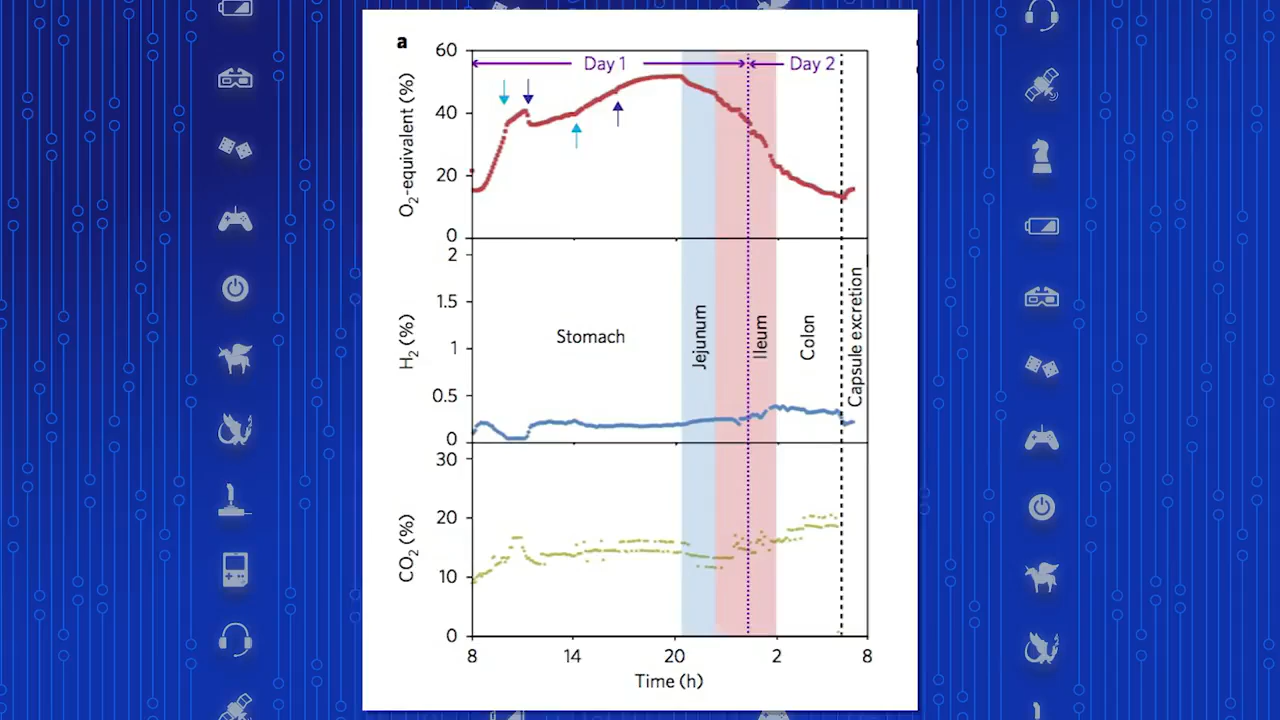 a
Day 1
Day 2
O2-equivalent (%)
60
40
20
0
H2 (%)
2
1.5
1
0.5
0
Stomach
Jejunum
Ileum
Colon
Capsule excretion
CO2 (%)
30
20
10
0
8
14
20
2
8
Time (h)